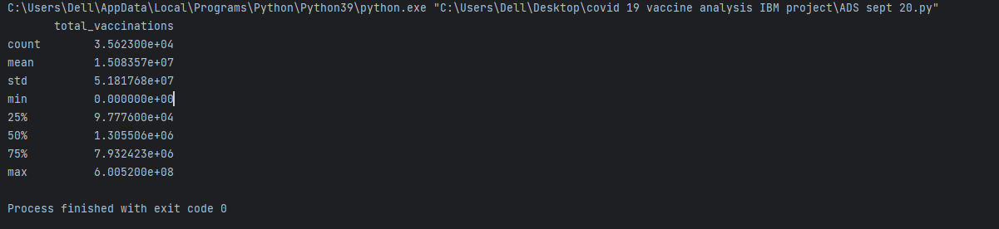 C:\Users\Dell\AppData\Local\Programs\Python\Python39\python.exe "C:\Users\Dell\Desktop\covid 19 vaccine analysis IBM project\ADS sept 20.py"
       total_vaccinations
count        3.562300e+04
mean         1.508357e+07
std          5.181768e+07
min          0.000000e+00
25%          9.777600e+04
50%          1.305506e+06
75%          7.932423e+06
max          6.005200e+08
Process finished with exit code 0